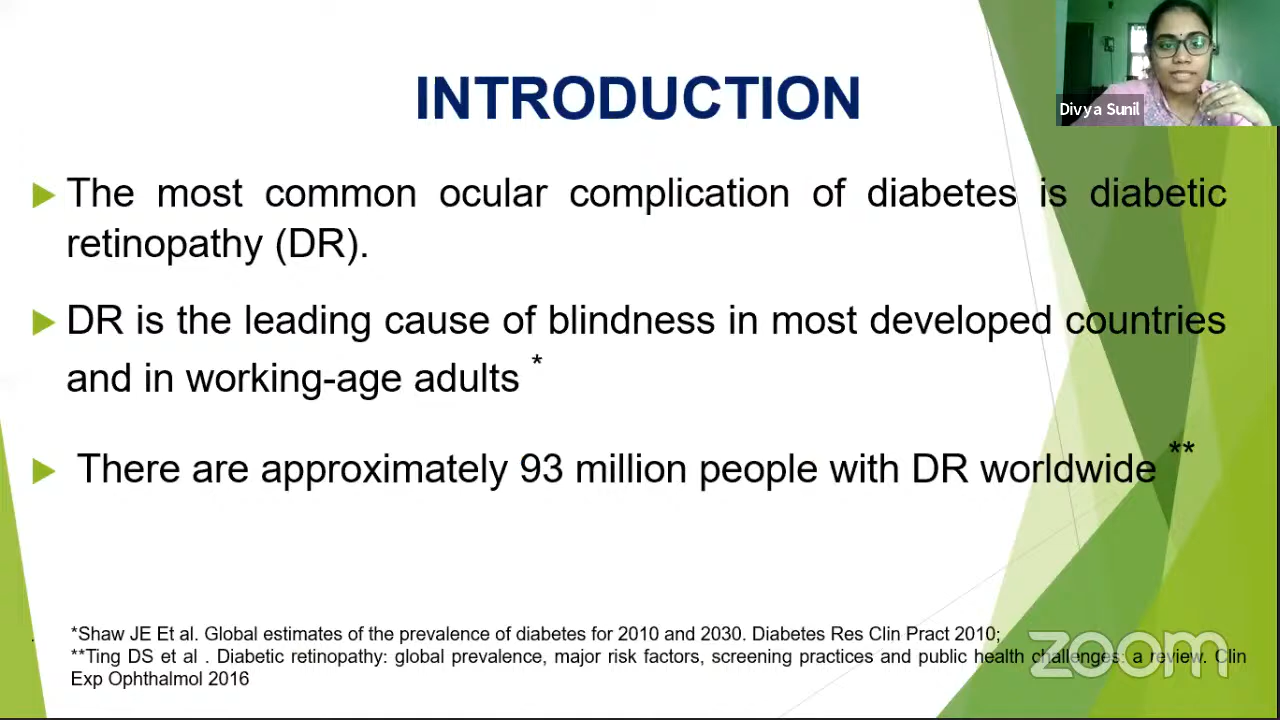 INTRODUCTION
Divya Sunil
The most common ocular complication of diabetes is diabetic
retinopathy (DR).
DR is the leading cause of blindness in most developed countries
and in working-age adults *
There are approximately 93 million people with DR worldwide **
*Shaw JE Et al. Global estimates of the prevalence of diabetes for 2010 and 2030. Diabetes Res Clin Pract 2010;
**Ting DS et al . Diabetic retinopathy: global prevalence, major risk factors, screening practices and public health challenges: a review. Clin
Exp Ophthalmol 2016
zoom